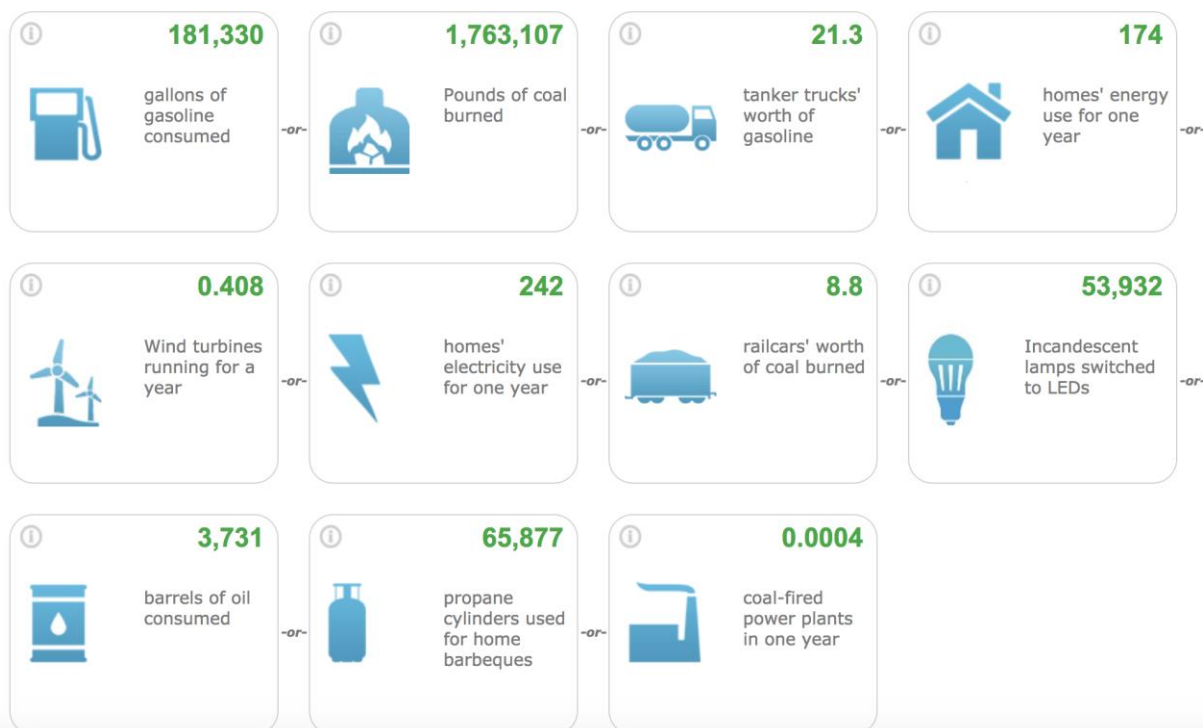 181,330
gallons of
gasoline
consumed
-or-
1,763,107
Pounds of coal
burned
-or-
21.3
tanker trucks'
worth of
gasoline
-or-
174
homes' energy
use for one
year
-or-
0.408
Wind turbines
running for a
year
-or-
242
homes'
electricity use
for one year
-or-
8.8
railcars' worth
of coal burned
-or-
53,932
Incandescent
lamps switched
to LEDs
-or-
3,731
barrels of oil
consumed
-or-
65,877
propane
cylinders used
for home
barbeques
-or-
0.0004
coal-fired
power plants
in one year